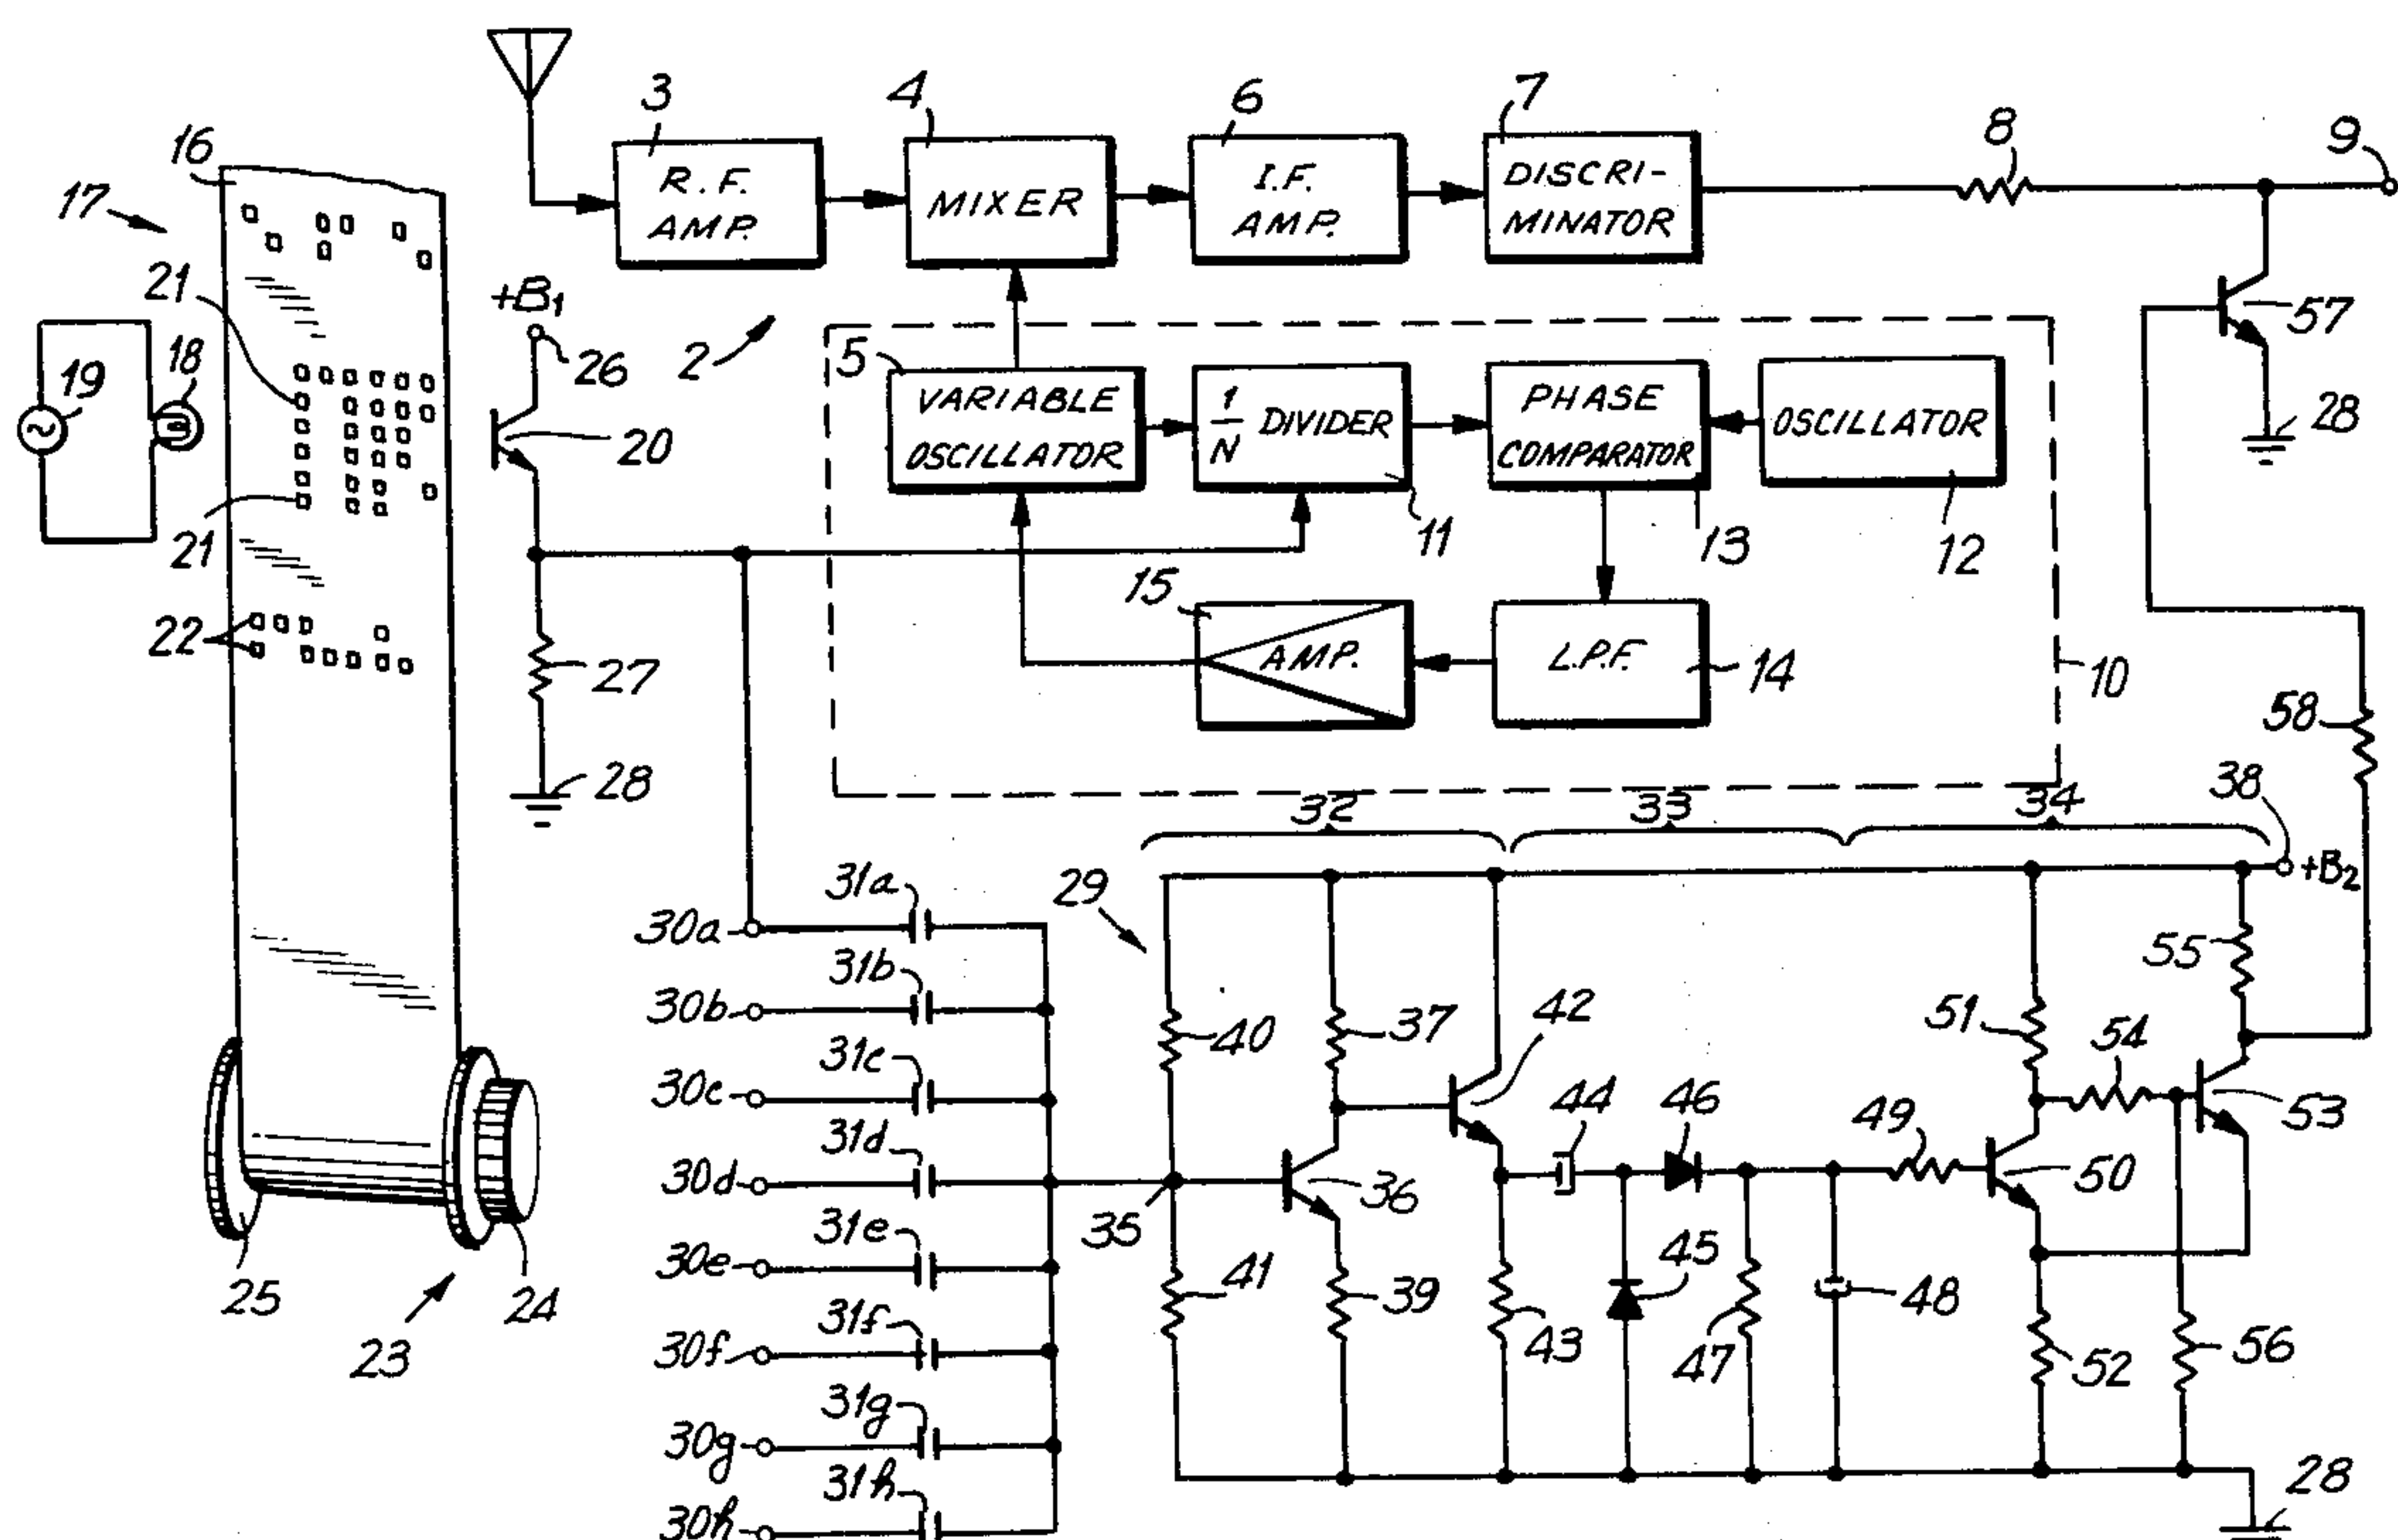 3
4
6
7
8
9
16
17
R.F. AMP.
MIXER
I.F. AMP.
DISCRI-MINATOR
21
+B1
26
2
57
5
19
18
20
VARIABLE OSCILLATOR
1/N DIVIDER
PHASE COMPARATOR
OSCILLATOR
28
21
11
13
12
15
22
27
AMP.
L.P.F.
14
10
58
28
32
33
34
38
+B2
31a
29
30a
55
31b
30b
40
37
42
51
54
31c
30c
44
46
49
53
31d
30d
35
36
50
31e
30e
41
39
45
48
25
24
23
31f
30f
43
47
52
56
31g
30g
31h
30h
28